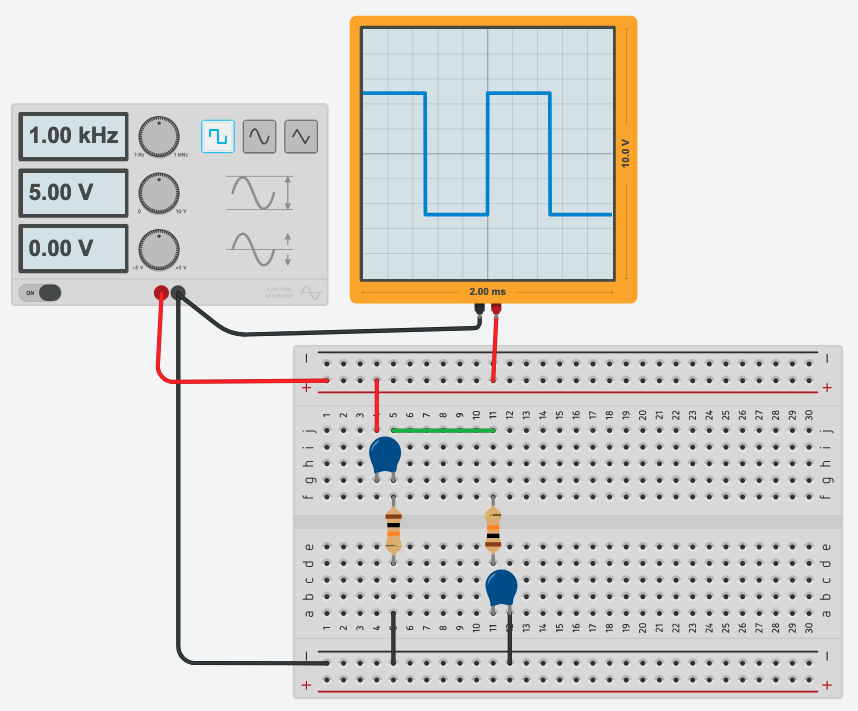 1.00 kHz
1 Hz
1 MHz
5.00 V
0
10 V
0.00 V
-5 V
+5 V
ON
FUNCTION
GENERATOR
10.0 V
2.00 ms
− −
+ +
1 2 3 4 5 6 7 8 9 10 11 12 13 14 15 16 17 18 19 20 21 22 23 24 25 26 27 28 29 30
j j
i i
h h
g g
f f
e e
d d
c c
b b
a a
1 2 3 4 5 6 7 8 9 10 11 12 13 14 15 16 17 18 19 20 21 22 23 24 25 26 27 28 29 30
− −
+ +